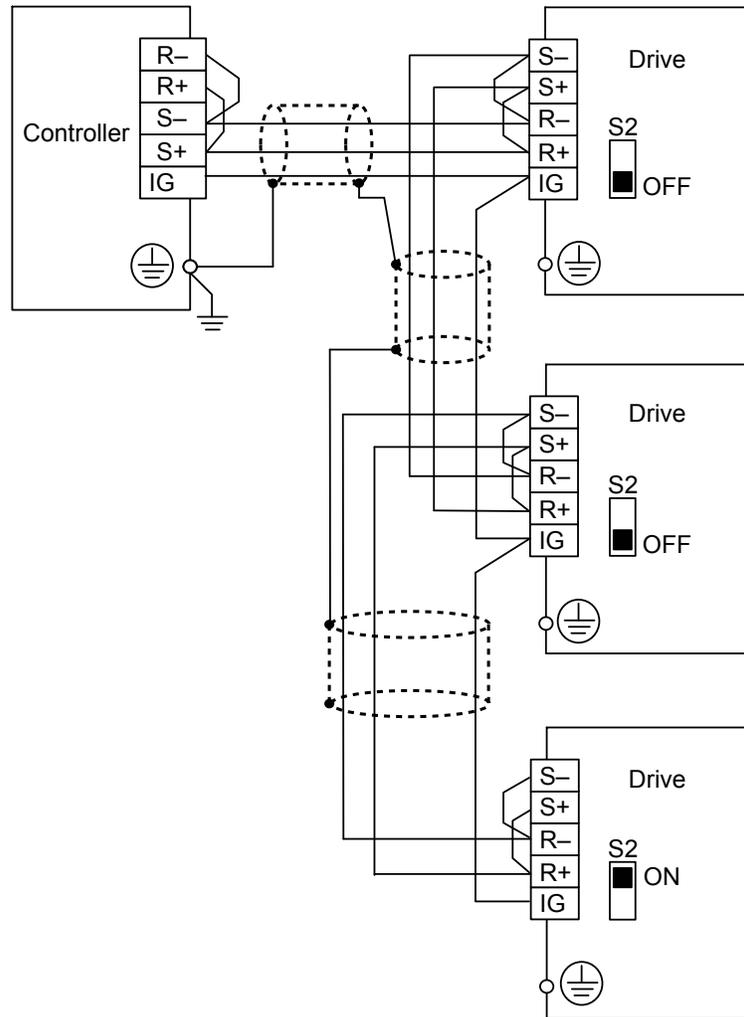 Controller
R–
R+
S–
S+
IG
S–
S+
R–
R+
IG
Drive
S2
OFF
S–
S+
R–
R+
IG
Drive
S2
OFF
S–
S+
R–
R+
IG
Drive
S2
ON